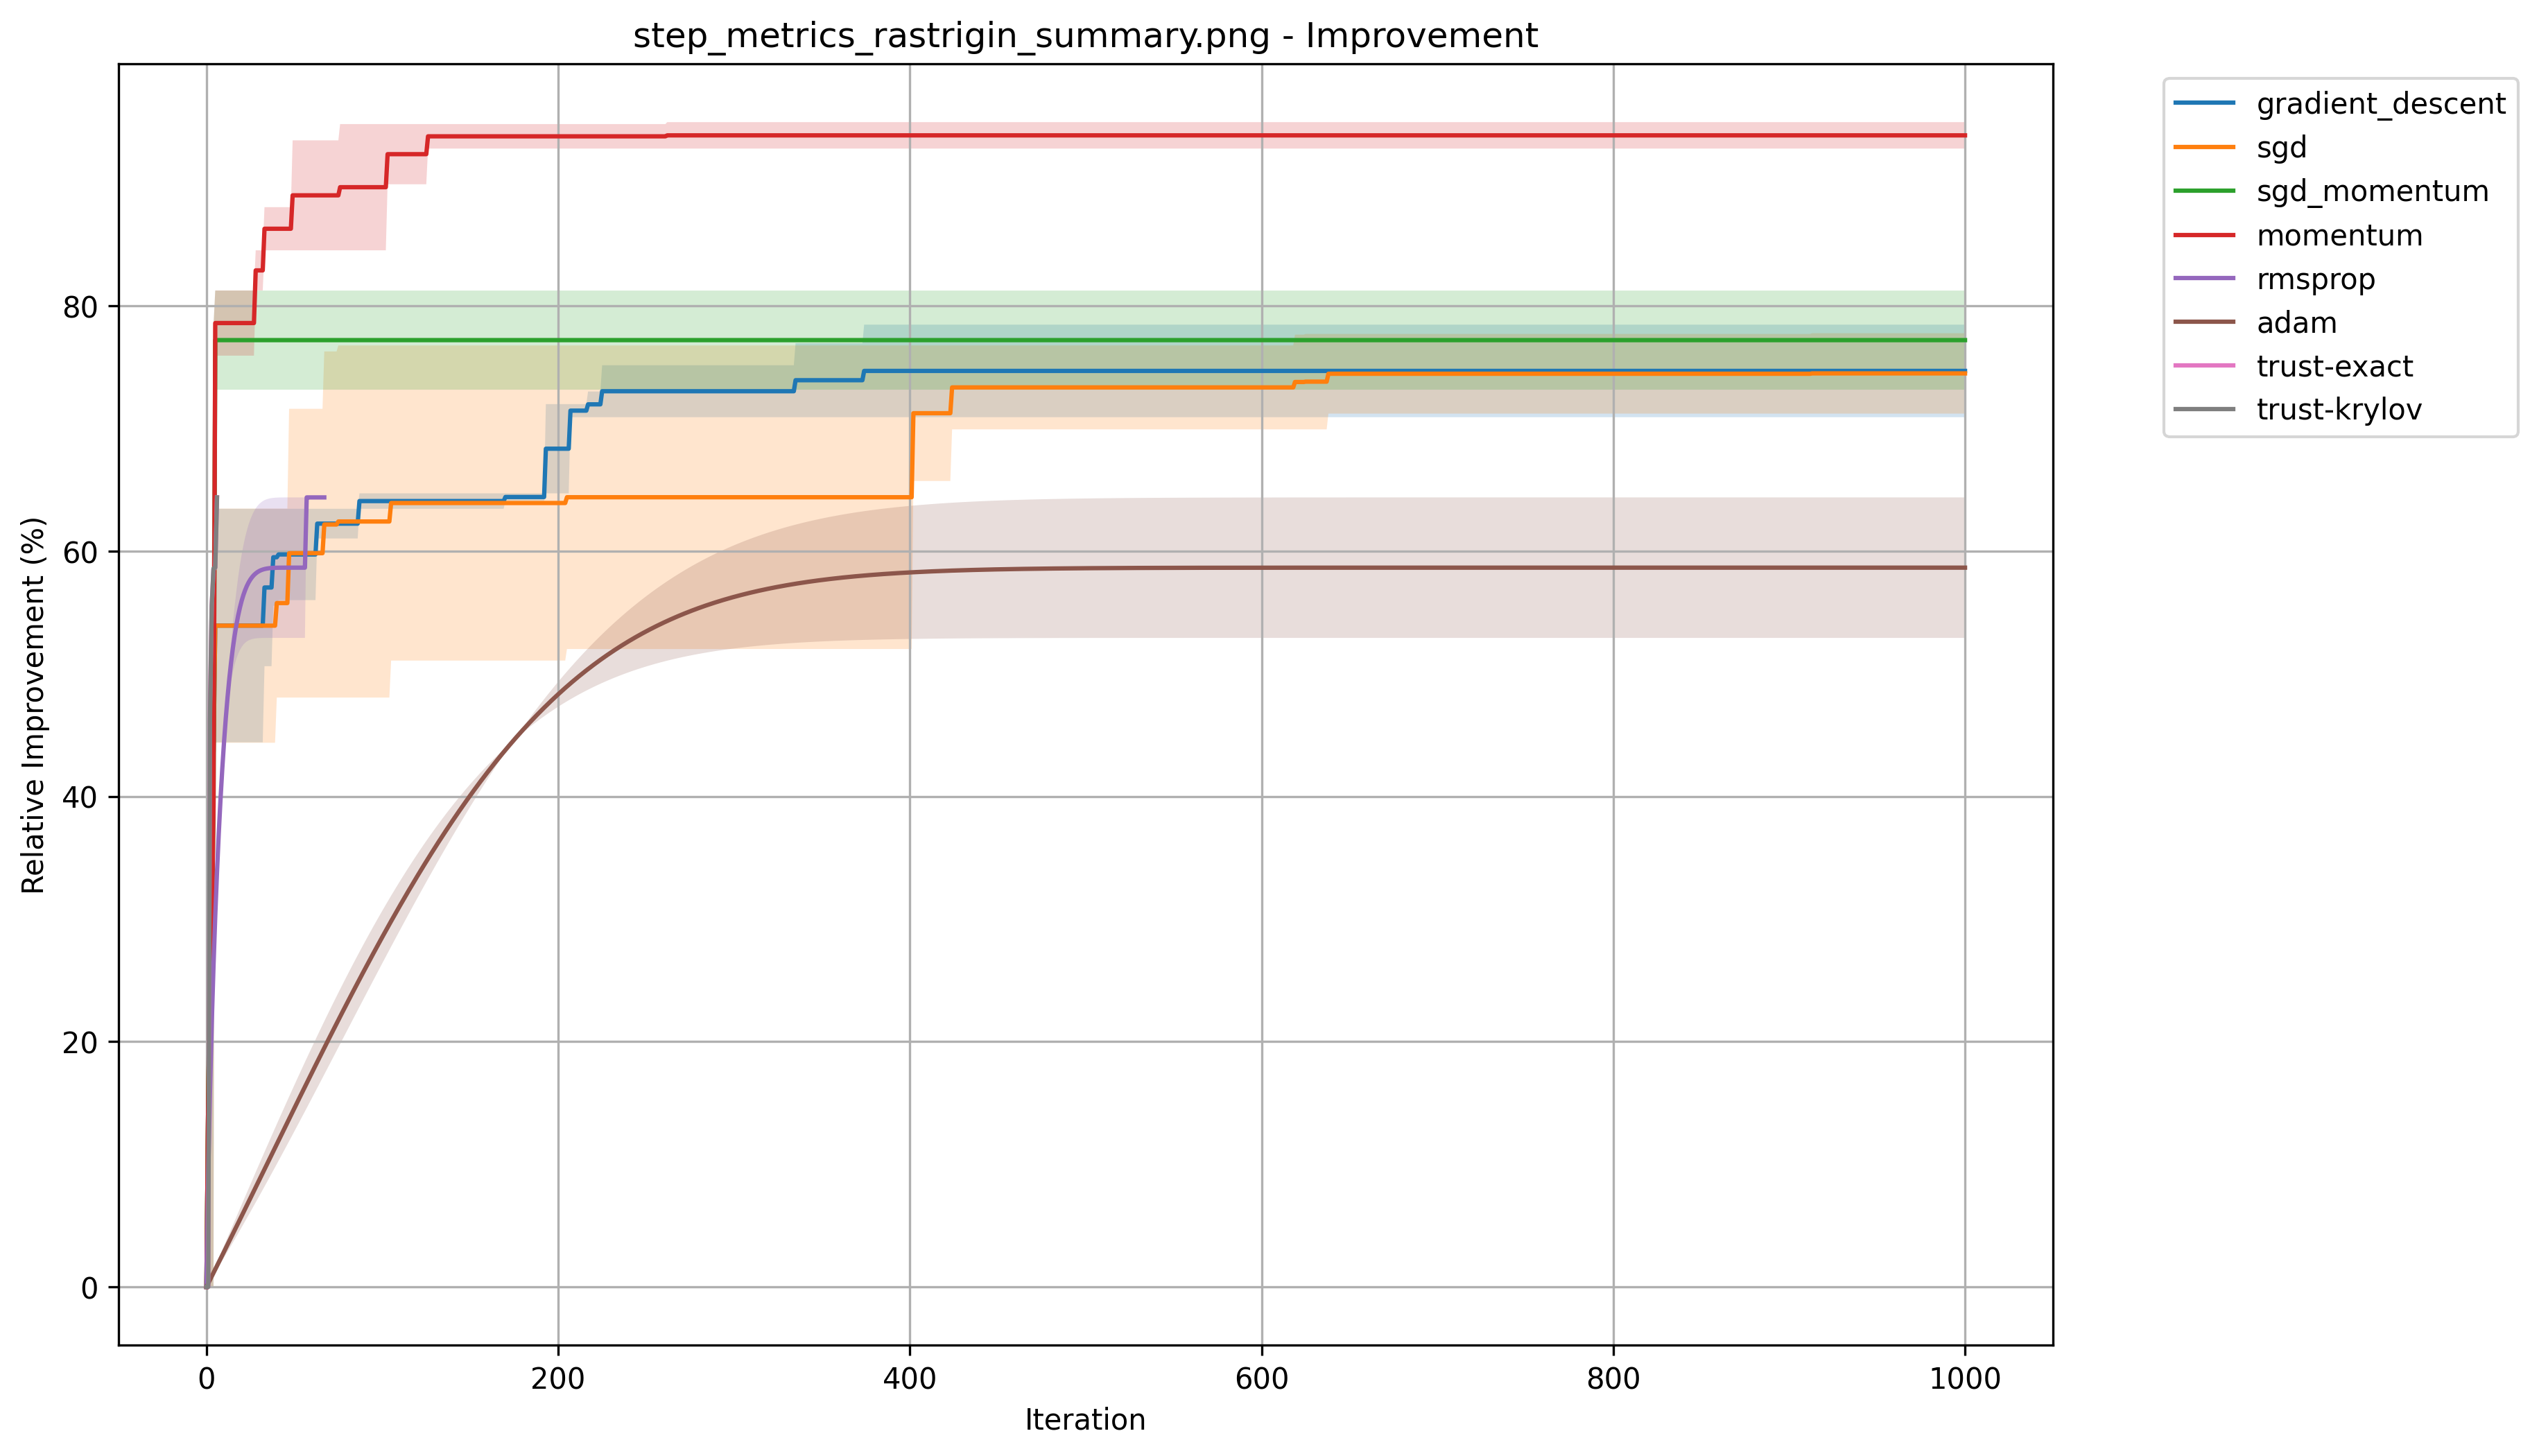 step_metrics_rastrigin_summary.png - Improvement
gradient_descent
sgd
sgd_momentum
momentum
rmsprop
adam
trust-exact
trust-krylov
Relative Improvement (%)
80
60
40
20
0
0 200 400 600 800 1000
Iteration